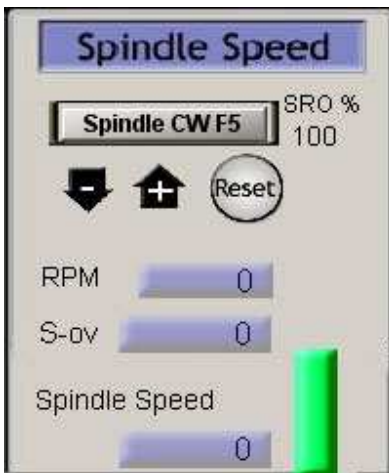 Spindle Speed
Spindle CW F5
SRO %
100
- + Reset
RPM 0
S-ov 0
Spindle Speed
0